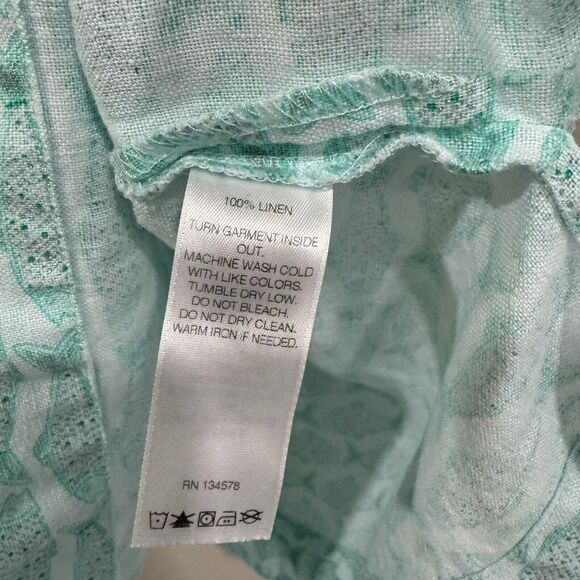 100% LINEN
TURN GARMENT INSIDE
OUT.
MACHINE WASH COLD
WITH LIKE COLORS.
TUMBLE DRY LOW.
DO NOT BLEACH.
DO NOT DRY CLEAN.
WARM IRON IF NEEDED.
RN 134578